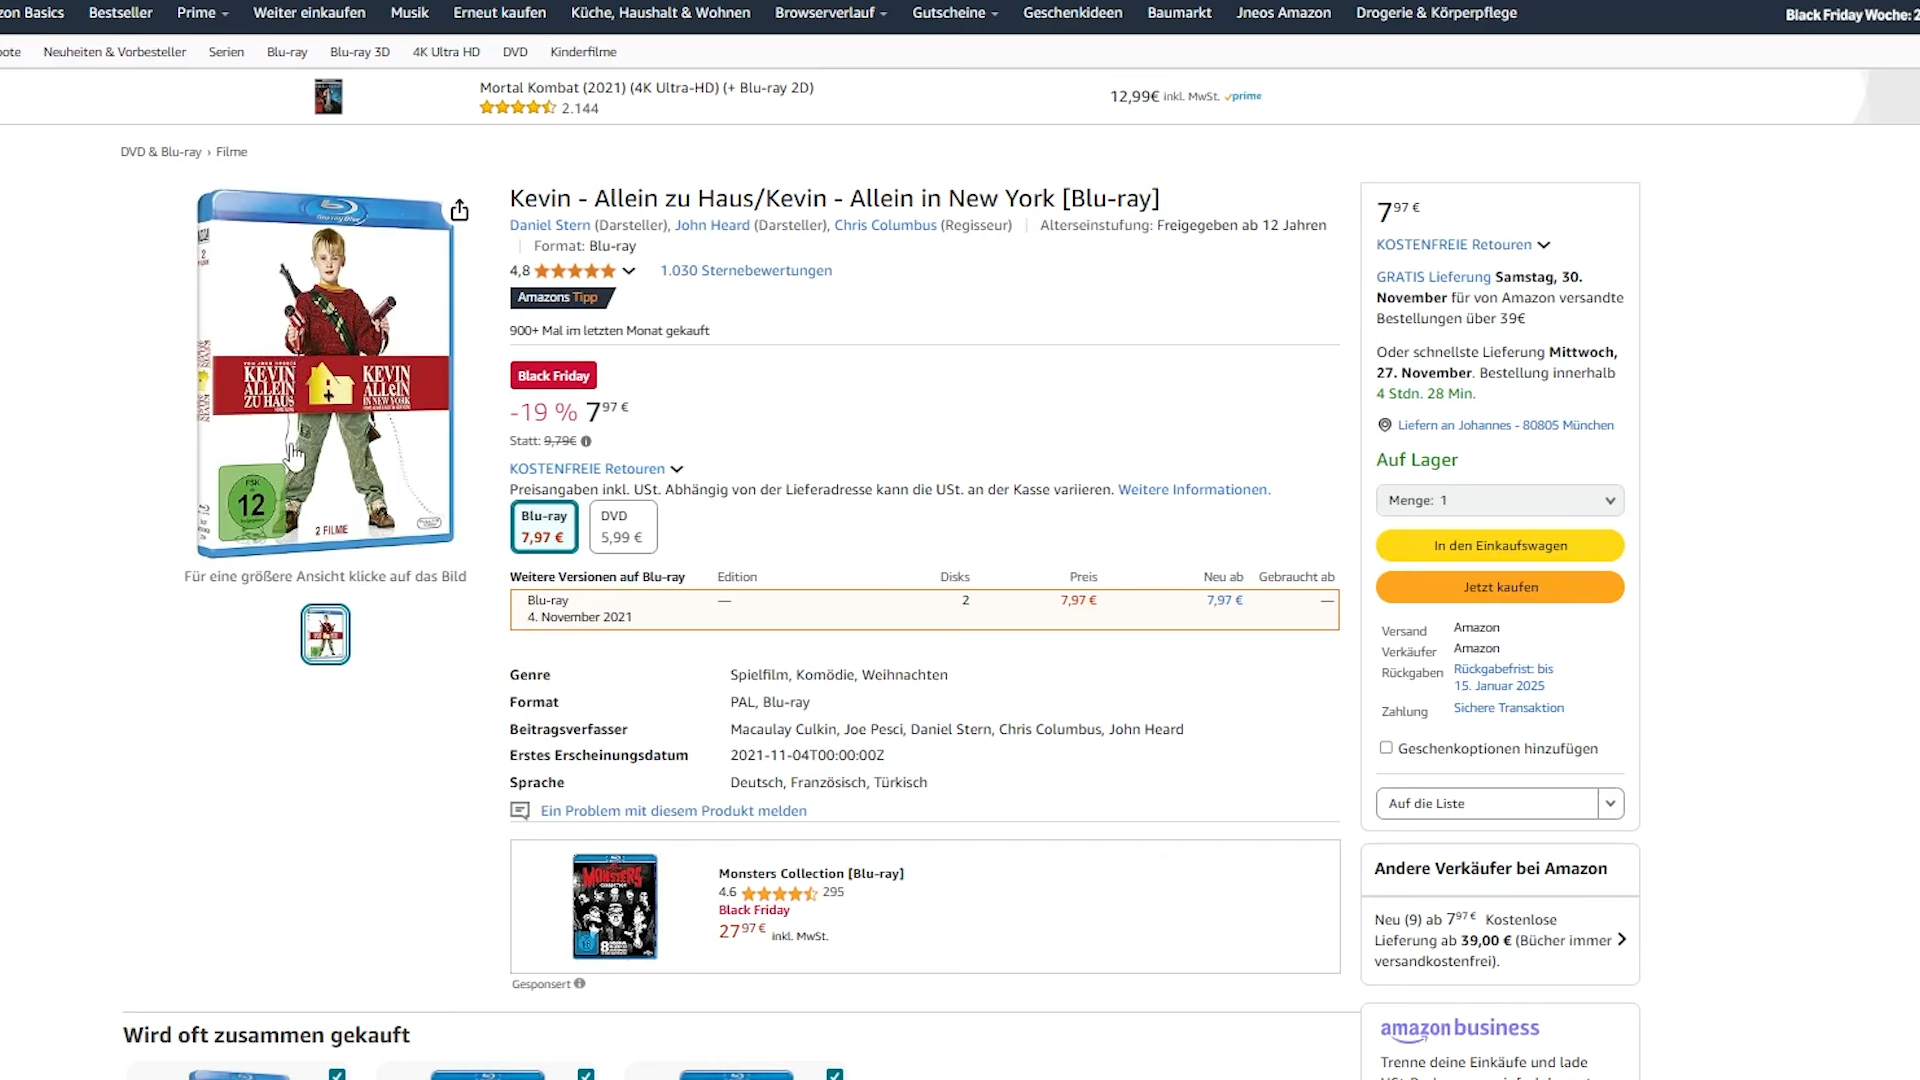 zon Basics Bestseller Prime Weiter einkaufen Musik Erneut kaufen Küche, Haushalt & Wohnen Browserverlauf Gutscheine Geschenkideen Baumarkt Jneos Amazon Drogerie & Körperpflege Black Friday Woche: 2
ote Neuheiten & Vorbesteller Serien Blu-ray Blu-ray 3D 4K Ultra HD DVD Kinderfilme
Mortal Kombat (2021) (4K Ultra-HD) (+ Blu-ray 2D)
2.144
12,99€ inkl. MwSt. prime
DVD & Blu-ray › Filme
Blu-ray Disc
KEVIN ALLEIN ZU HAUS
KEVIN ALLeIN IN NEW YORK
FSK
12
2 FILME
Für eine größere Ansicht klicke auf das Bild
Kevin - Allein zu Haus/Kevin - Allein in New York [Blu-ray]
Daniel Stern (Darsteller), John Heard (Darsteller), Chris Columbus (Regisseur) | Alterseinstufung: Freigegeben ab 12 Jahren
| Format: Blu-ray
4,8 1.030 Sternebewertungen
Amazons Tipp
900+ Mal im letzten Monat gekauft
Black Friday
-19 % 7 97 €
Statt: 9,79€
KOSTENFREIE Retouren
Preisangaben inkl. USt. Abhängig von der Lieferadresse kann die USt. an der Kasse variieren. Weitere Informationen.
Blu-ray DVD
7,97 € 5,99 €
Weitere Versionen auf Blu-ray Edition Disks Preis Neu ab Gebraucht ab
Blu-ray — 2 7,97 € 7,97 € —
4. November 2021
Genre Spielfilm, Komödie, Weihnachten
Format PAL, Blu-ray
Beitragsverfasser Macaulay Culkin, Joe Pesci, Daniel Stern, Chris Columbus, John Heard
Erstes Erscheinungsdatum 2021-11-04T00:00:00Z
Sprache Deutsch, Französisch, Türkisch
Ein Problem mit diesem Produkt melden
MONSTERS
Monsters Collection [Blu-ray]
4.6 295
Black Friday
27 97 € inkl. MwSt.
Gesponsert
Wird oft zusammen gekauft
7 97 €
KOSTENFREIE Retouren
GRATIS Lieferung Samstag, 30.
November für von Amazon versandte
Bestellungen über 39€
Oder schnellste Lieferung Mittwoch,
27. November. Bestellung innerhalb
4 Stdn. 28 Min.
Liefern an Johannes - 80805 München
Auf Lager
Menge: 1
In den Einkaufswagen
Jetzt kaufen
Versand Amazon
Verkäufer Amazon
Rückgaben Rückgabefrist: bis
15. Januar 2025
Zahlung Sichere Transaktion
Geschenkoptionen hinzufügen
Auf die Liste
Andere Verkäufer bei Amazon
Neu (9) ab 7 97 € Kostenlose
Lieferung ab 39,00 € (Bücher immer
versandkostenfrei).
amazon business
Trenne deine Einkäufe und lade